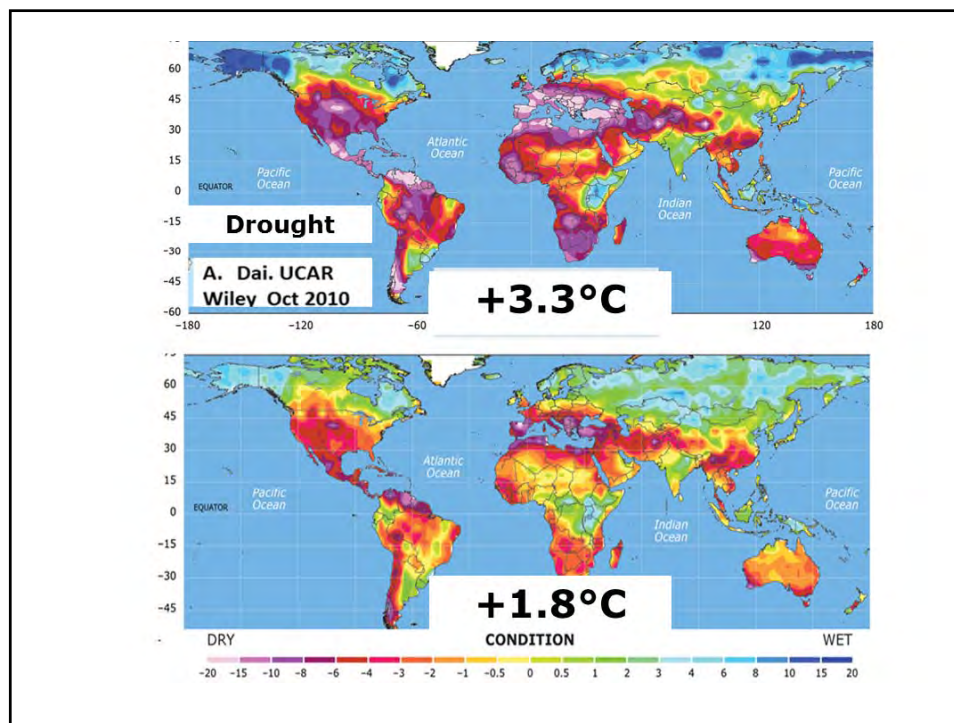 60
45
30
15
0
-15
-30
-45
-60
EQUATOR
Pacific
Ocean
Atlantic
Ocean
Indian
Ocean
Pacific
Ocean
Drought
A. Dai. UCAR
Wiley Oct 2010
+3.3°C
-180 -120 -60 120 180
75
60
45
30
15
0
-15
-30
-45
EQUATOR
Pacific
Ocean
Atlantic
Ocean
Indian
Ocean
Pacific
Ocean
+1.8°C
DRY CONDITION WET
-20 -15 -10 -8 -6 -4 -3 -2 -1 -0.5 0 0.5 1 2 3 4 6 8 10 15 20